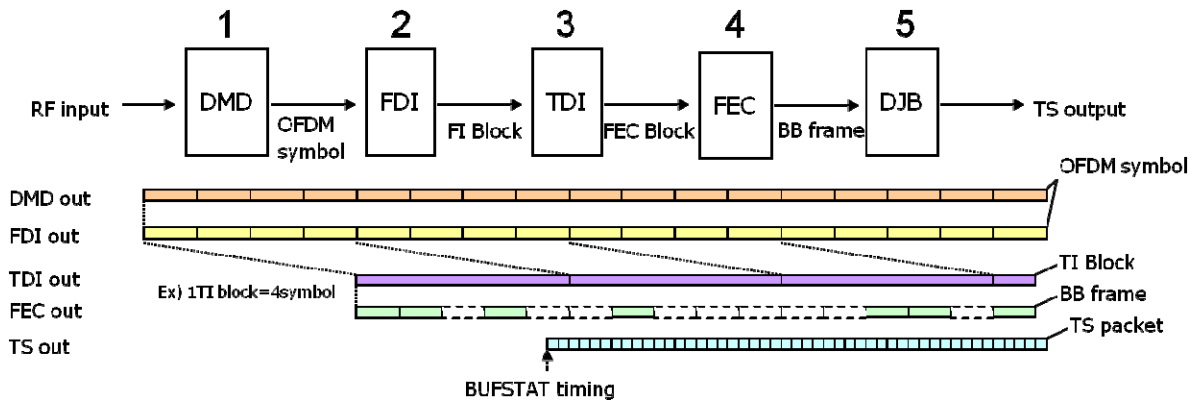 1 2 3 4 5
RF input DMD FDI TDI FEC DJB TS output
OFDM symbol
FI Block
FEC Block
BB frame
OFDM symbol
DMD out
FDI out
TDI out
TI Block
Ex) 1TI block=4symbol
BB frame
FEC out
TS packet
TS out
BUFSTAT timing